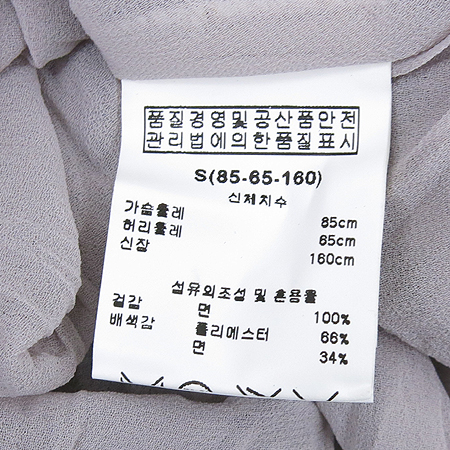 품질경영및공산품안전
관리법에의한품질표시
S(85-65-160)
신체치수
가슴둘레 85cm
허리둘레 65cm
신장 160cm
섬유의조성 및 혼용율
겉감 면 100%
배색감 폴리에스터 66%
면 34%